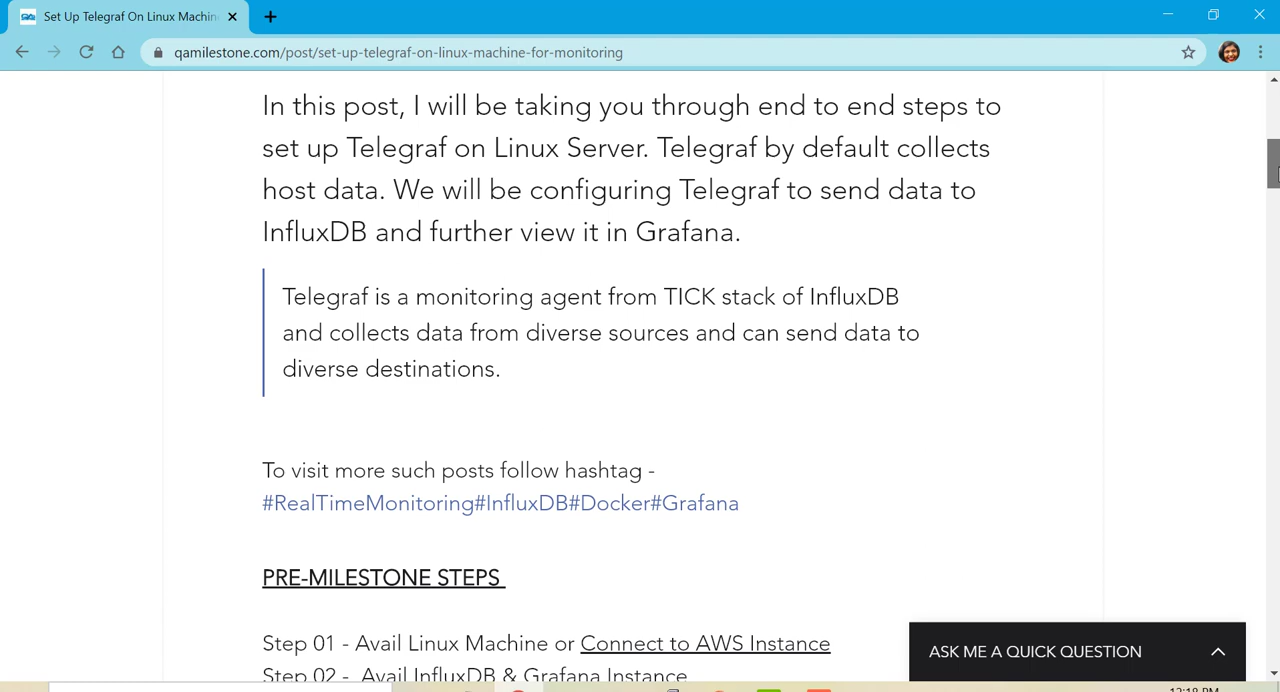 Set Up Telegraf On Linux Machin
qamilestone.com/post/set-up-telegraf-on-linux-machine-for-monitoring
In this post, I will be taking you through end to end steps to
set up Telegraf on Linux Server. Telegraf by default collects
host data. We will be configuring Telegraf to send data to
InfluxDB and further view it in Grafana.
Telegraf is a monitoring agent from TICK stack of InfluxDB
and collects data from diverse sources and can send data to
diverse destinations.
To visit more such posts follow hashtag -
#RealTimeMonitoring#InfluxDB#Docker#Grafana
PRE-MILESTONE STEPS
Step 01 - Avail Linux Machine or Connect to AWS Instance
Step 02 - Avail InfluxDB & Grafana Instance
ASK ME A QUICK QUESTION
12:18 PM